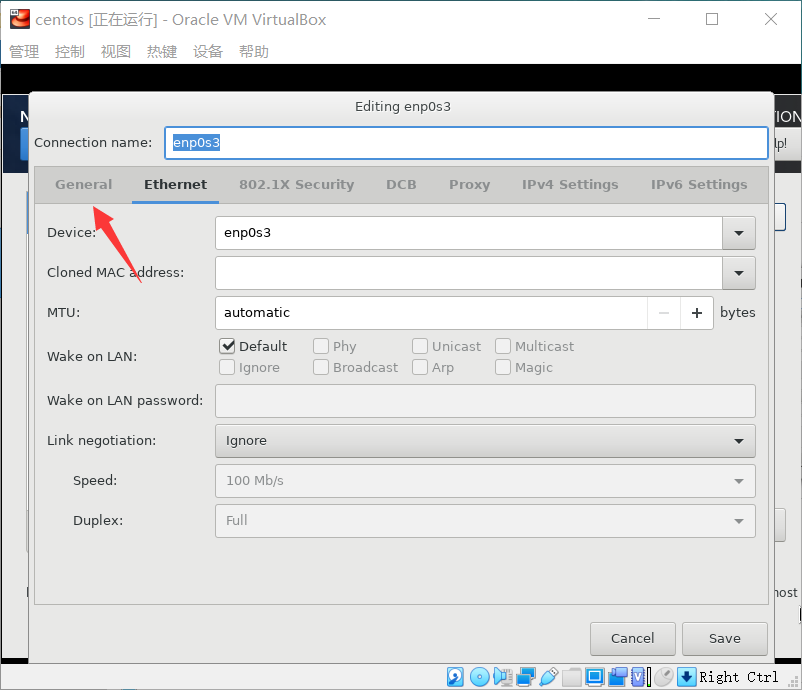 centos [正在运行] - Oracle VM VirtualBox
管理 控制 视图 热键 设备 帮助
Editing enp0s3
Connection name: enp0s3
General Ethernet 802.1X Security DCB Proxy IPv4 Settings IPv6 Settings
Device: enp0s3
Cloned MAC address:
MTU: automatic − + bytes
Wake on LAN: Default Phy Unicast Multicast
Ignore Broadcast Arp Magic
Wake on LAN password:
Link negotiation: Ignore
Speed: 100 Mb/s
Duplex: Full
Cancel Save
Right Ctrl